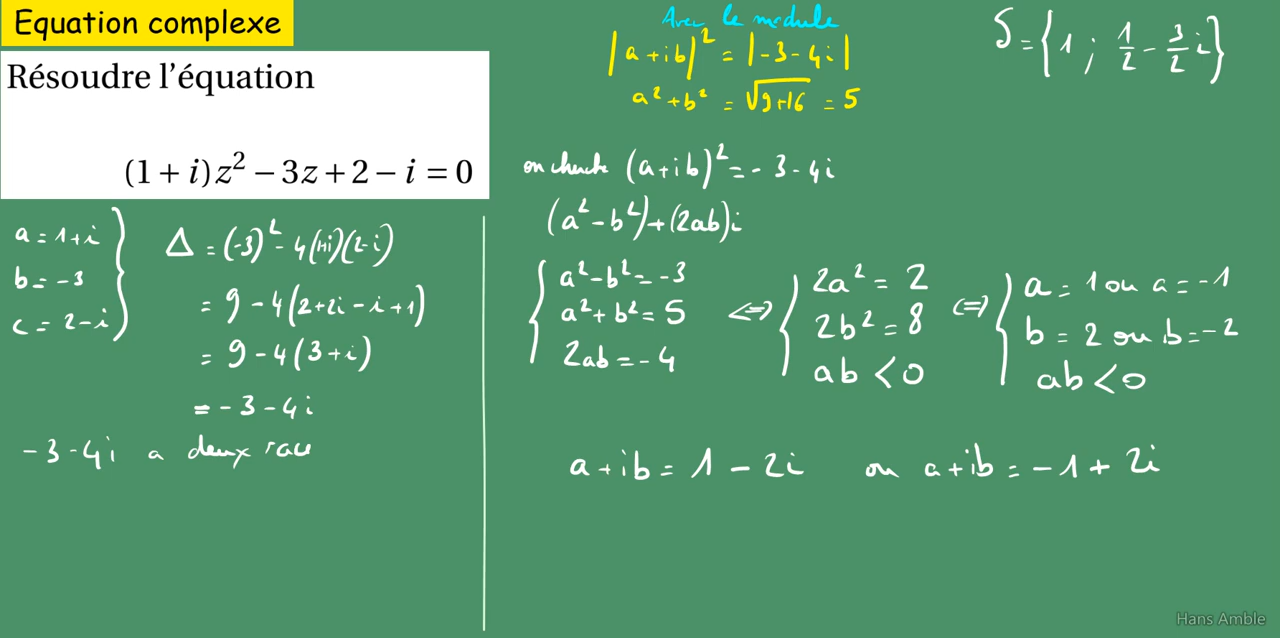 Equation complexe
Résoudre l'équation
(1 + i)z² − 3z + 2 − i = 0
a = 1+i
b = -3
c = 2-i
Δ = (-3)² - 4(1+i)(2-i)
= 9 - 4(2+2i-i+1)
= 9 - 4(3+i)
= -3-4i
-3-4i a deux rac
Avec le module
|a+ib|² = |-3-4i|
a²+b² = √9+16 = 5
S = {1 ; 1/2 - 3/2 i}
on cherche (a+ib)² = -3-4i
(a²-b²)+(2ab)i
{ a²-b² = -3
a²+b² = 5
2ab = -4
⟺ { 2a² = 2
2b² = 8
ab < 0
⟺ { a = 1 ou a = -1
b = 2 ou b = -2
ab < 0
a+ib = 1-2i ou a+ib = -1+2i
Hans Amble